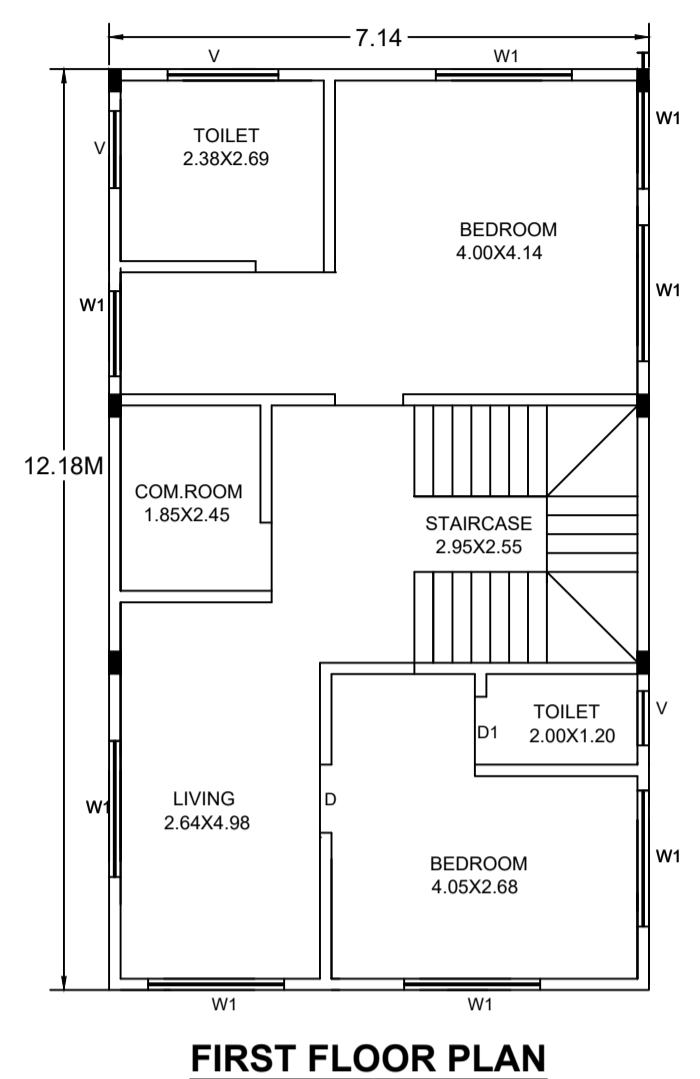 7.14
V
W1
W1
TOILET
2.38X2.69
V
BEDROOM
4.00X4.14
W1
W1
12.18M
COM.ROOM
1.85X2.45
STAIRCASE
2.95X2.55
TOILET
2.00X1.20
V
D1
LIVING
2.64X4.98
W1
D
BEDROOM
4.05X2.68
W1
W1
W1
FIRST FLOOR PLAN